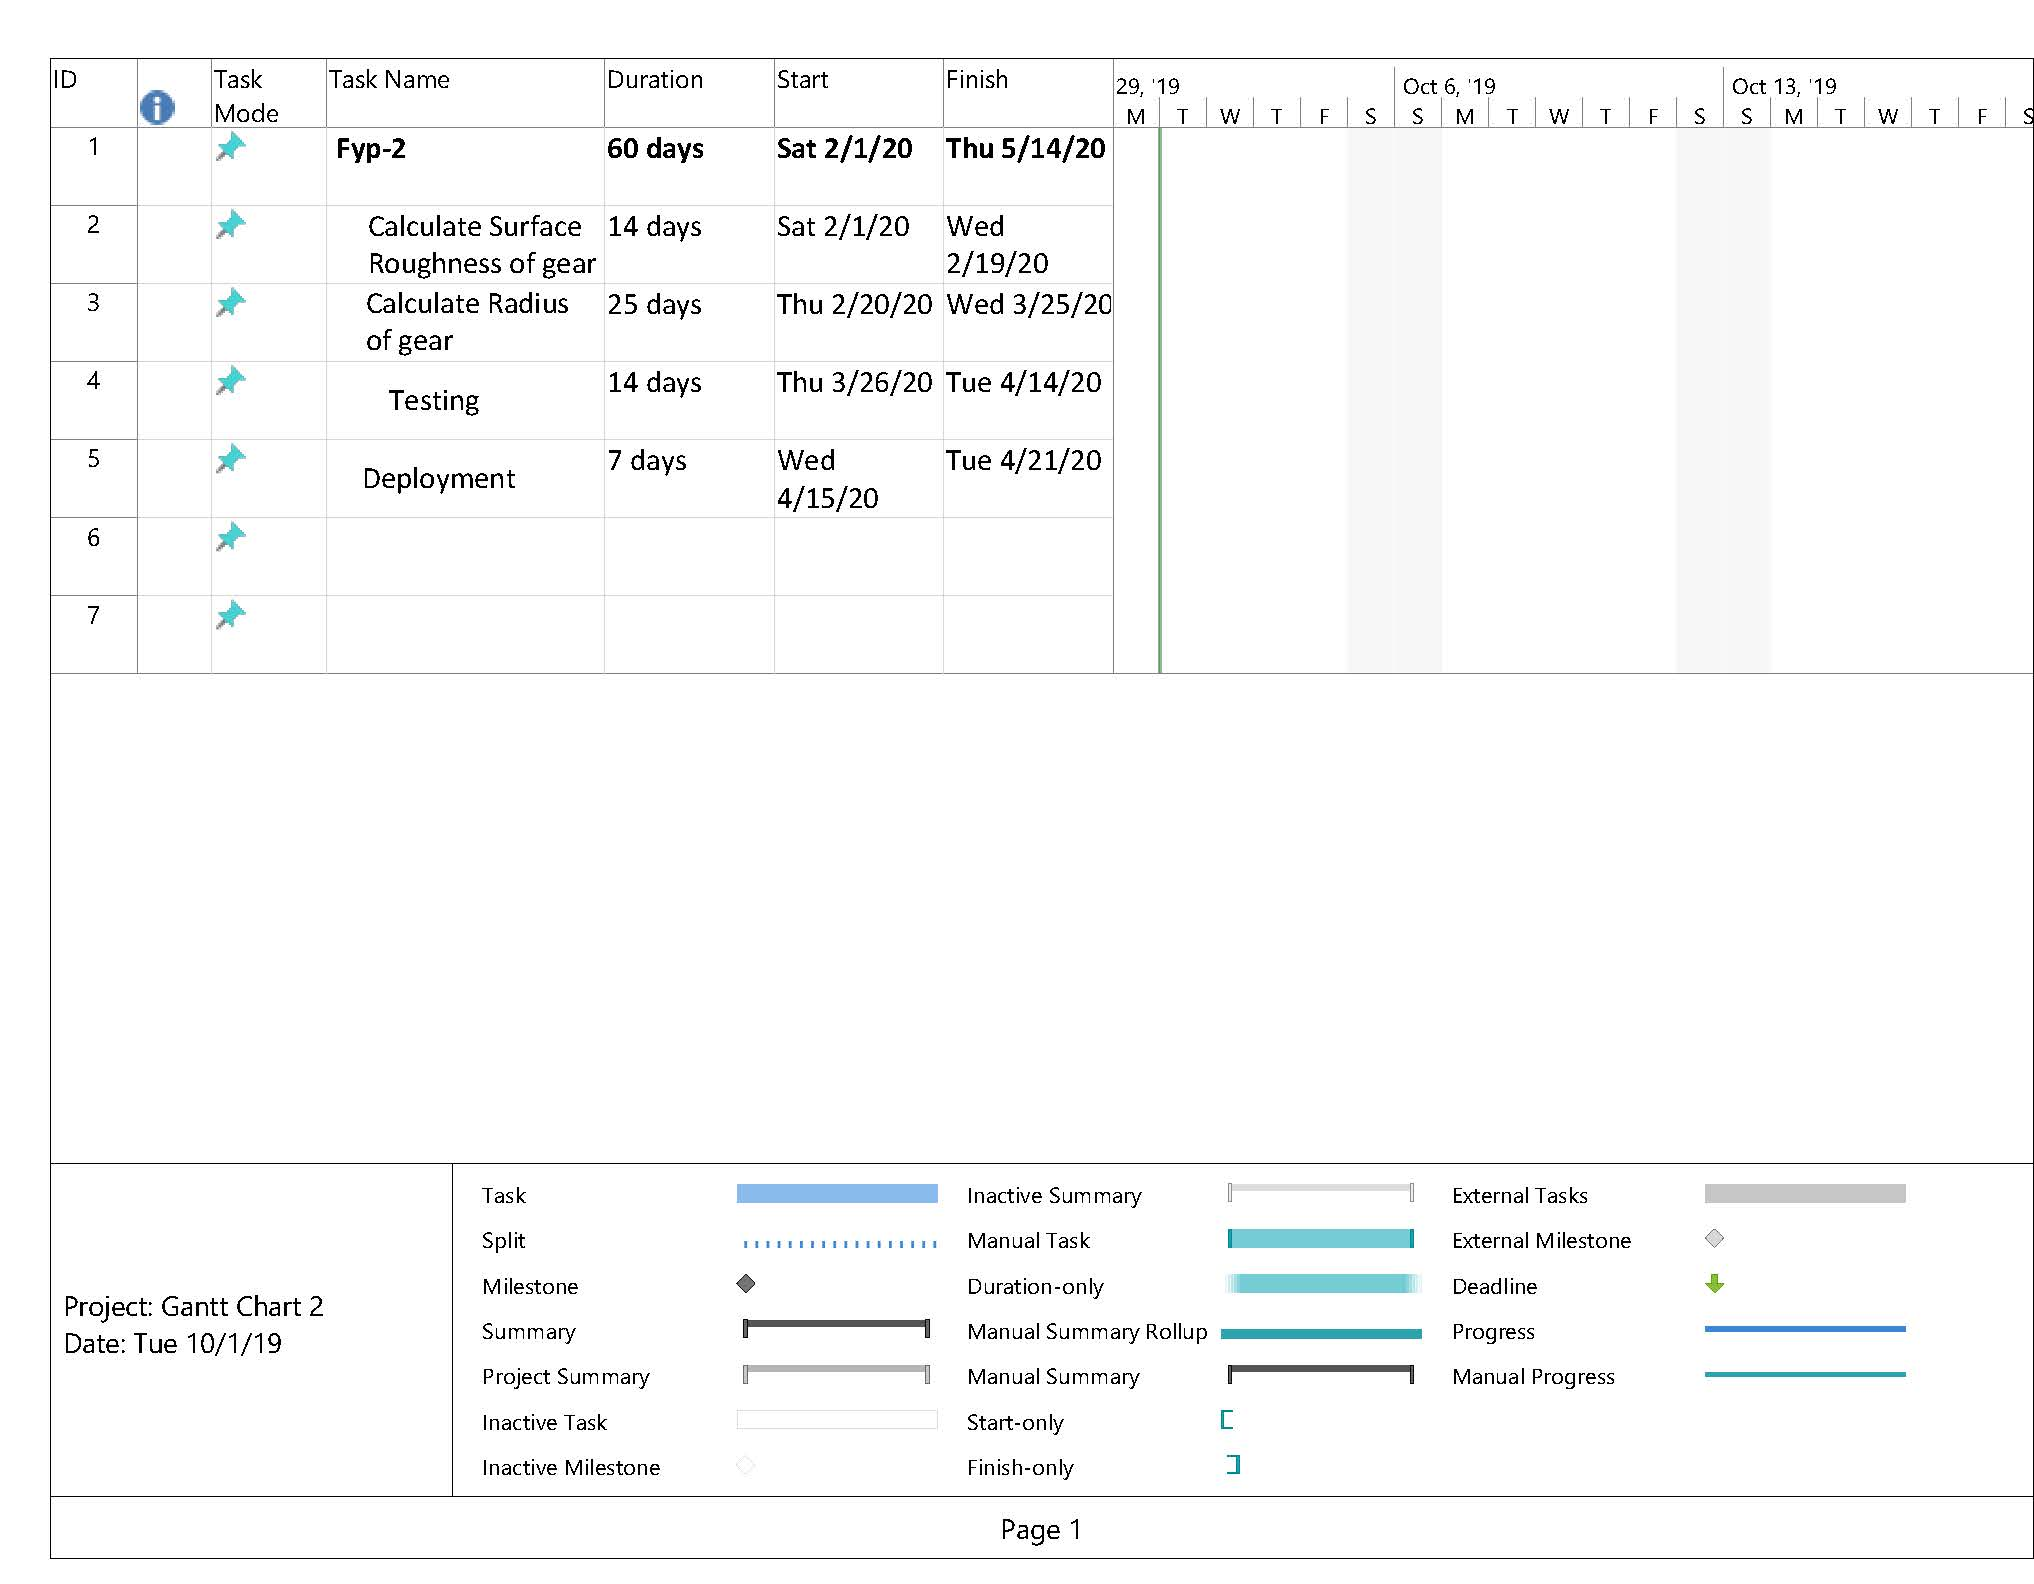 ID Task Task Name Duration Start Finish 29, '19 Oct 6, '19 Oct 13, '19
Mode M T W T F S S M T W T F S S M T W T F S
1 Fyp-2 60 days Sat 2/1/20 Thu 5/14/20
2 Calculate Surface 14 days Sat 2/1/20 Wed
Roughness of gear 2/19/20
3 Calculate Radius 25 days Thu 2/20/20 Wed 3/25/20
of gear
4 Testing 14 days Thu 3/26/20 Tue 4/14/20
5 Deployment 7 days Wed Tue 4/21/20
4/15/20
6
7
Project: Gantt Chart 2
Date: Tue 10/1/19
Task
Split
Milestone
Summary
Project Summary
Inactive Task
Inactive Milestone
Inactive Summary
Manual Task
Duration-only
Manual Summary Rollup
Manual Summary
Start-only
Finish-only
External Tasks
External Milestone
Deadline
Progress
Manual Progress
Page 1